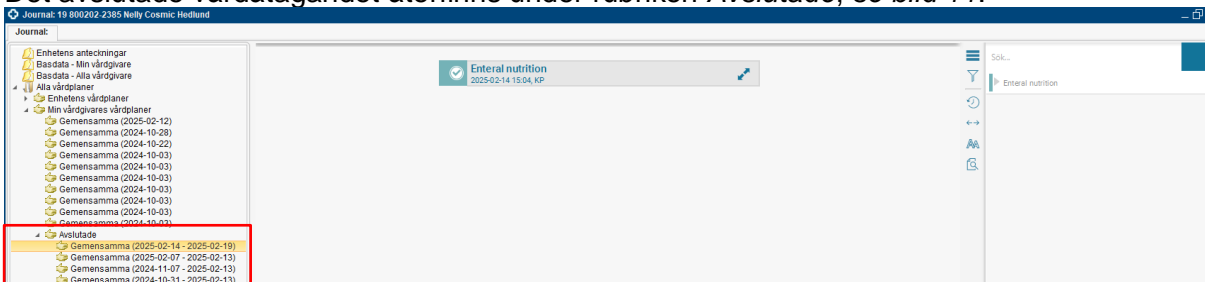 Det avslutade vårdåtagandet återfinns under rubriken Avslutade, se bild 11.
Journal: 19 800202-2385 Nelly Cosmic Hedlund
Journal:
Enhetens anteckningar
Basdata - Min vårdgivare
Basdata - Alla vårdgivare
Alla vårdplaner
Enhetens vårdplaner
Min vårdgivares vårdplaner
Gemensamma (2025-02-12)
Gemensamma (2024-10-28)
Gemensamma (2024-10-22)
Gemensamma (2024-10-03)
Gemensamma (2024-10-03)
Gemensamma (2024-10-03)
Gemensamma (2024-10-03)
Gemensamma (2024-10-03)
Gemensamma (2024-10-03)
Gemensamma (2024-10-03)
Avslutade
Gemensamma (2025-02-14 - 2025-02-19)
Gemensamma (2025-02-07 - 2025-02-13)
Gemensamma (2024-11-07 - 2025-02-13)
Gemensamma (2024-10-31 - 2025-02-13)
Enteral nutrition
2025-02-14 15:04, KP
AA
Sök...
Enteral nutrition